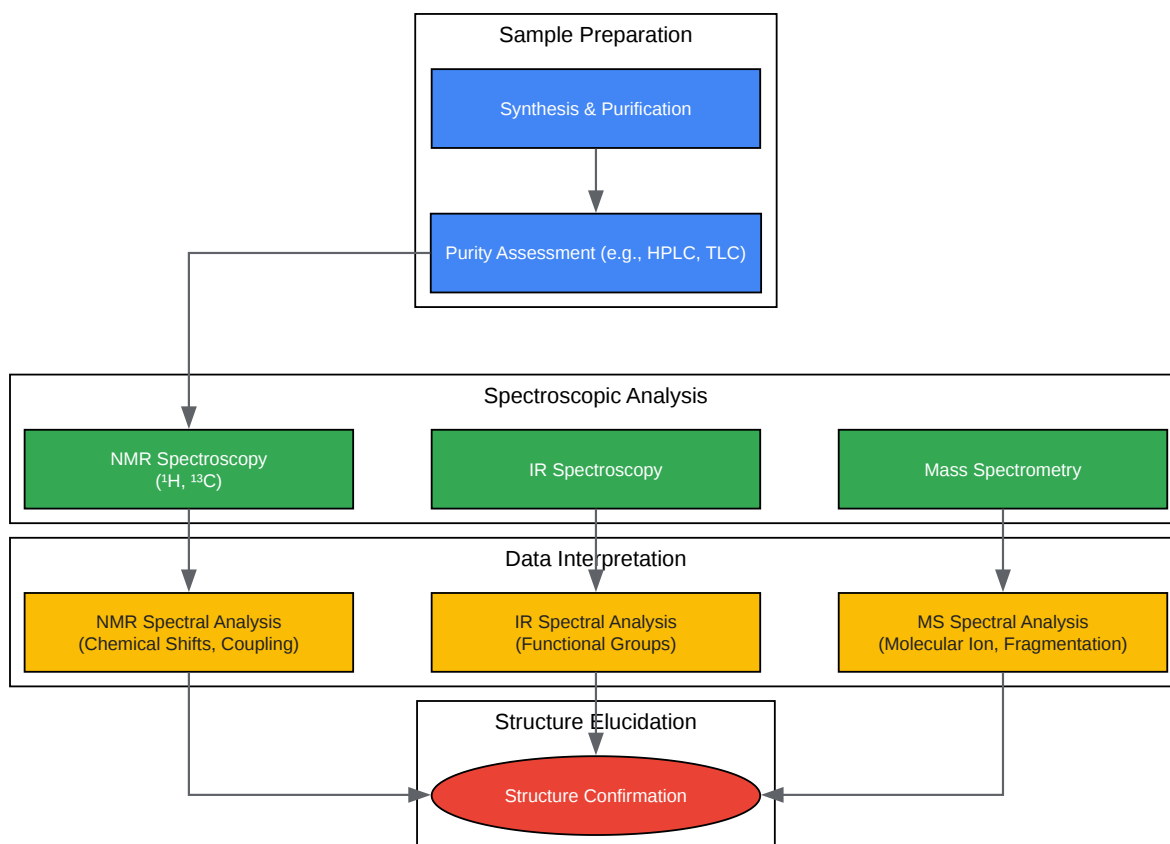 Sample Preparation
Synthesis & Purification
Purity Assessment (e.g., HPLC, TLC)
Spectroscopic Analysis
NMR Spectroscopy
(¹H, ¹³C)
IR Spectroscopy
Mass Spectrometry
Data Interpretation
NMR Spectral Analysis
(Chemical Shifts, Coupling)
IR Spectral Analysis
(Functional Groups)
MS Spectral Analysis
(Molecular Ion, Fragmentation)
Structure Elucidation
Structure Confirmation